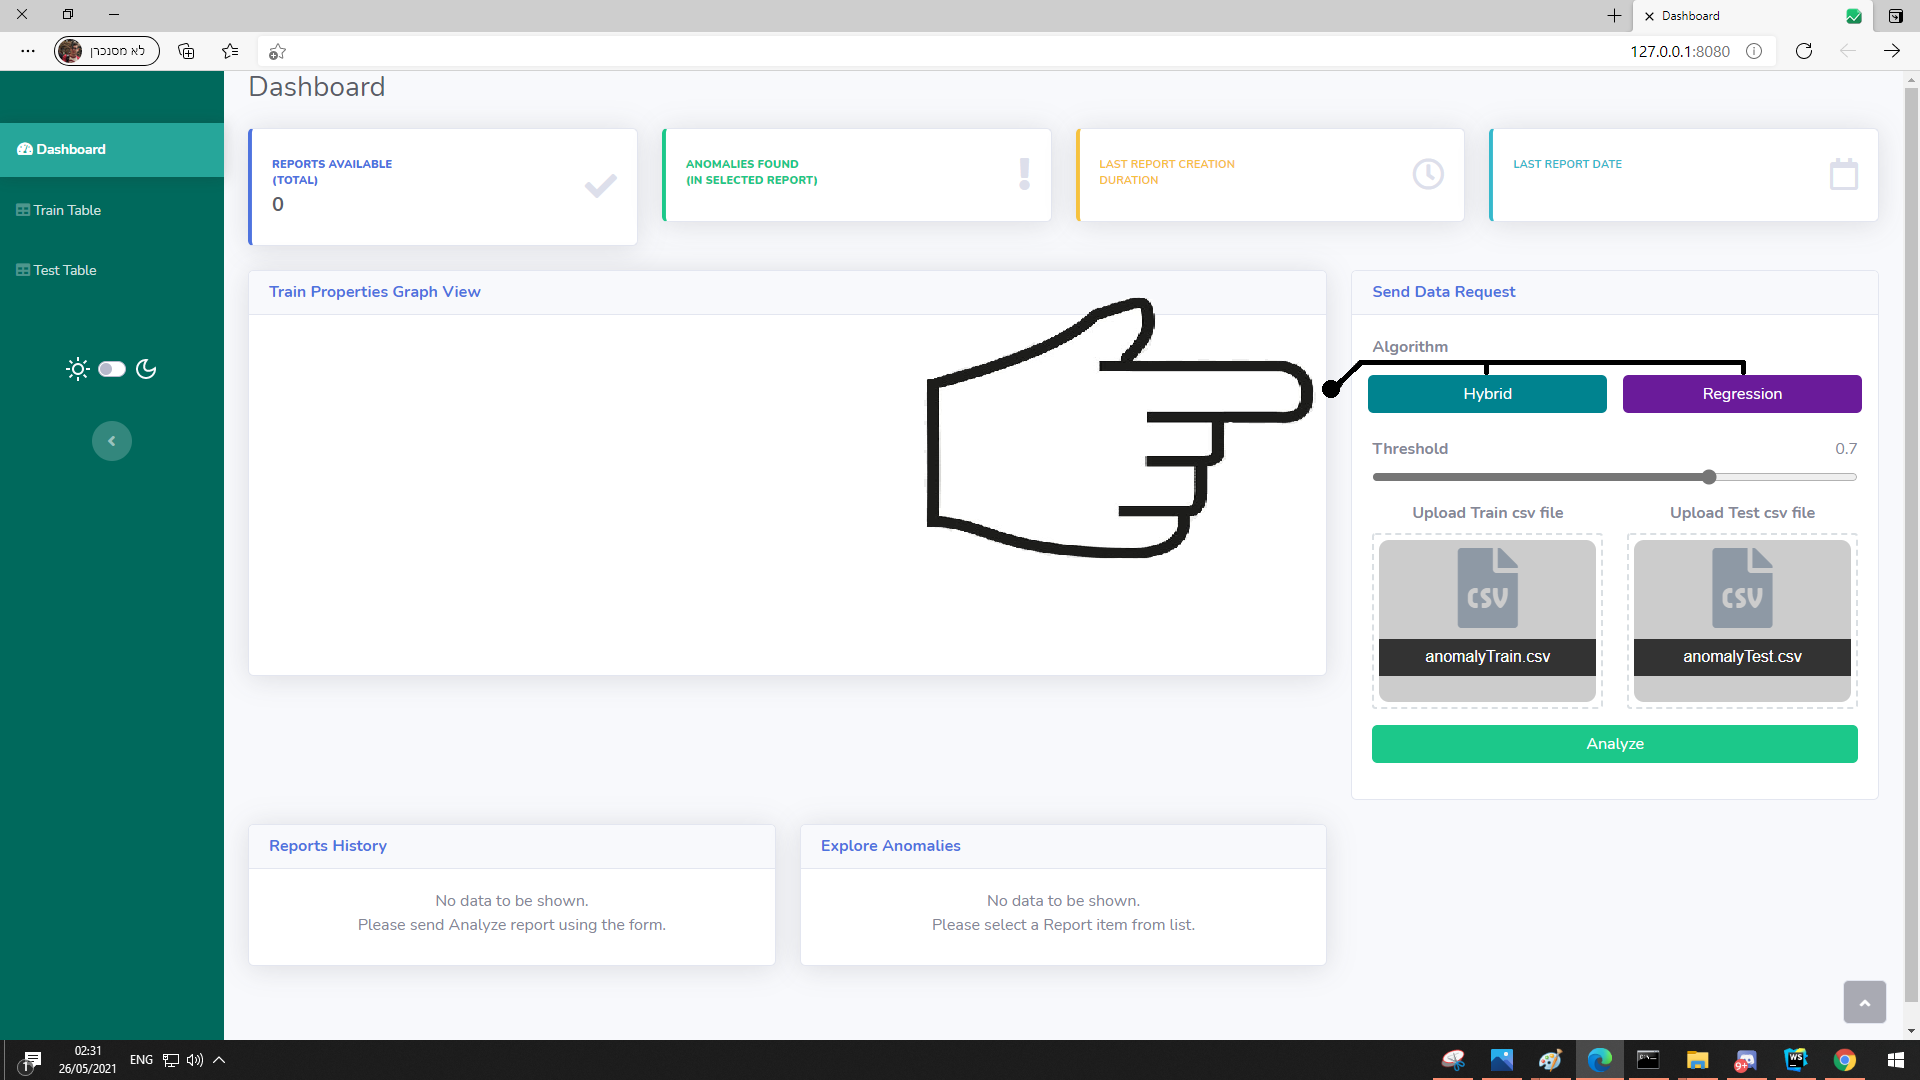 Dashboard
לא מסונכרן
127.0.0.1:8080
Dashboard
Dashboard
Train Table
Test Table
REPORTS AVAILABLE
(TOTAL)
0
ANOMALIES FOUND
(IN SELECTED REPORT)
LAST REPORT CREATION
DURATION
LAST REPORT DATE
Train Properties Graph View
Send Data Request
Algorithm
Hybrid
Regression
Threshold
0.7
Upload Train csv file
Upload Test csv file
CSV
CSV
anomalyTrain.csv
anomalyTest.csv
Analyze
Reports History
No data to be shown.
Please send Analyze report using the form.
Explore Anomalies
No data to be shown.
Please select a Report item from list.
1
02:31
26/05/2021
ENG
9+
WS